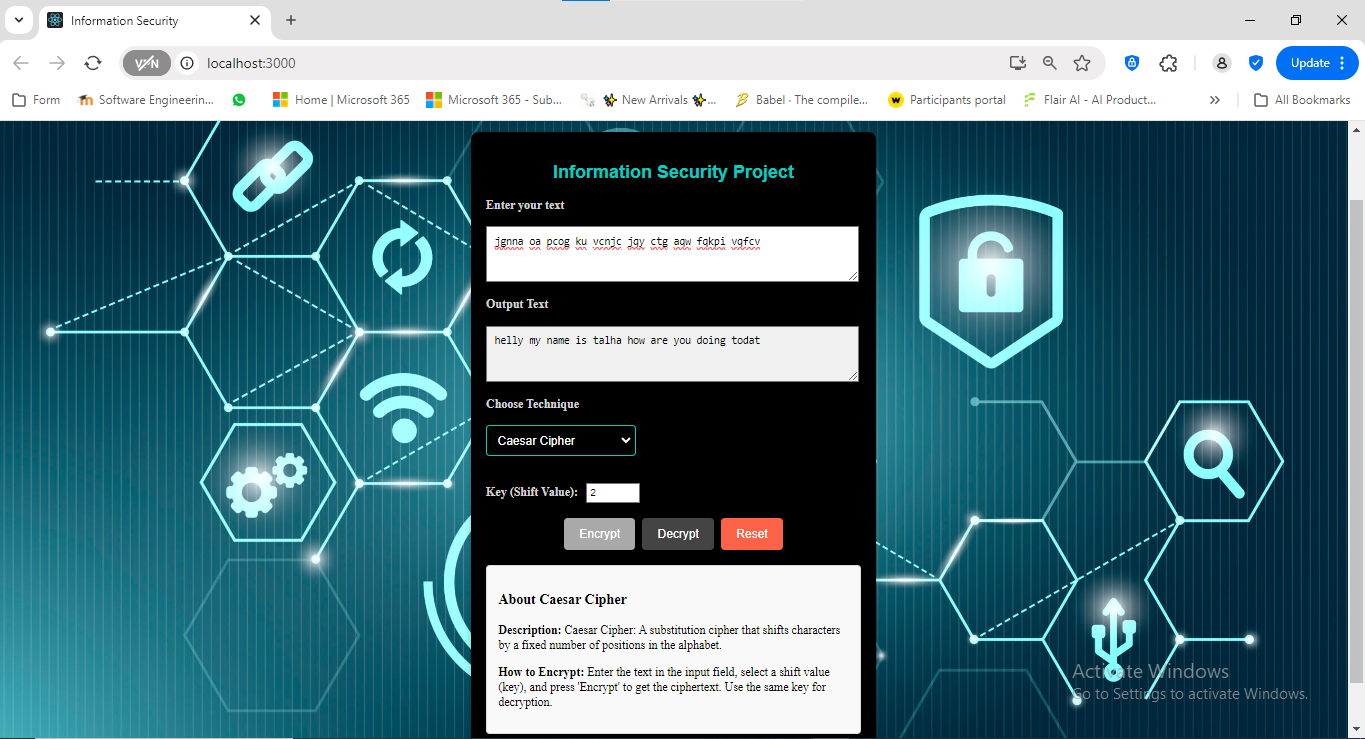 Information Security
VPN
localhost:3000
Update
Form
Software Engineerin...
Home | Microsoft 365
Microsoft 365 - Sub...
New Arrivals ...
Babel · The compile...
Participants portal
Flair AI - AI Product...
All Bookmarks
Information Security Project
Enter your text
jgnna oa pcog ku vcnjc jqy ctg aqw fqkpi vqfcv
Output Text
helly my name is talha how are you doing todat
Choose Technique
Caesar Cipher
Key (Shift Value): 2
Encrypt Decrypt Reset
About Caesar Cipher
Description: Caesar Cipher: A substitution cipher that shifts characters
by a fixed number of positions in the alphabet.
How to Encrypt: Enter the text in the input field, select a shift value
(key), and press 'Encrypt' to get the ciphertext. Use the same key for
decryption.
Activate Windows
Go to Settings to activate Windows.